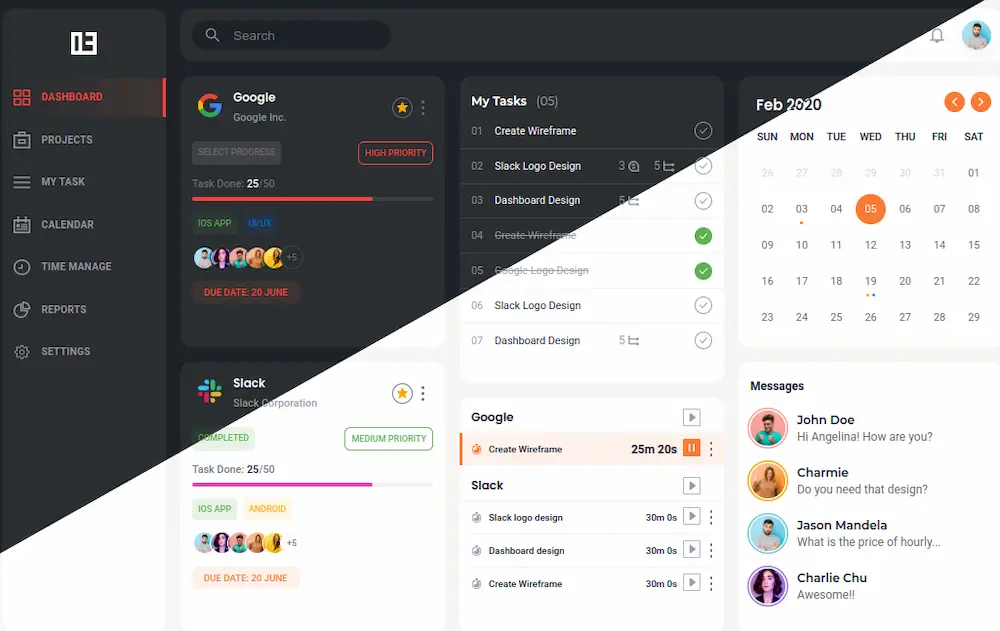 Search
DASHBOARD
PROJECTS
MY TASK
CALENDAR
TIME MANAGE
REPORTS
SETTINGS
Google
Google Inc.
SELECT PROGRESS
HIGH PRIORITY
Task Done: 25/50
IOS APP UI/UX
+5
DUE DATE: 20 JUNE
Slack
Slack Corporation
COMPLETED
MEDIUM PRIORITY
Task Done: 25/50
IOS APP ANDROID
+5
DUE DATE: 20 JUNE
My Tasks (05)
01 Create Wireframe
02 Slack Logo Design 3 5
03 Dashboard Design 5
04 Create Wireframe
05 Google Logo Design
06 Slack Logo Design
07 Dashboard Design 5
Google
Create Wireframe 25m 20s
Slack
Slack logo design 30m 0s
Dashboard design 30m 0s
Create Wireframe 30m 0s
Feb 2020
SUN MON TUE WED THU FRI SAT
26 27 28 29 30 31 01
02 03 04 05 06 07 08
09 10 11 12 13 14 15
16 17 18 19 20 21 22
23 24 25 26 27 28 29
Messages
John Doe
Hi Angelina! How are you?
Charmie
Do you need that design?
Jason Mandela
What is the price of hourly...
Charlie Chu
Awesome!!